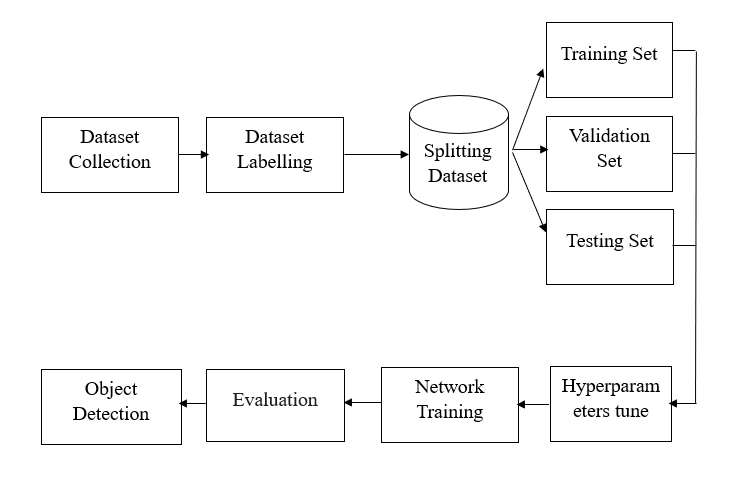 Training Set
Dataset
Collection
Dataset
Labelling
Splitting
Dataset
Validation
Set
Testing Set
Object
Detection
Evaluation
Network
Training
Hyperparam
eters tune